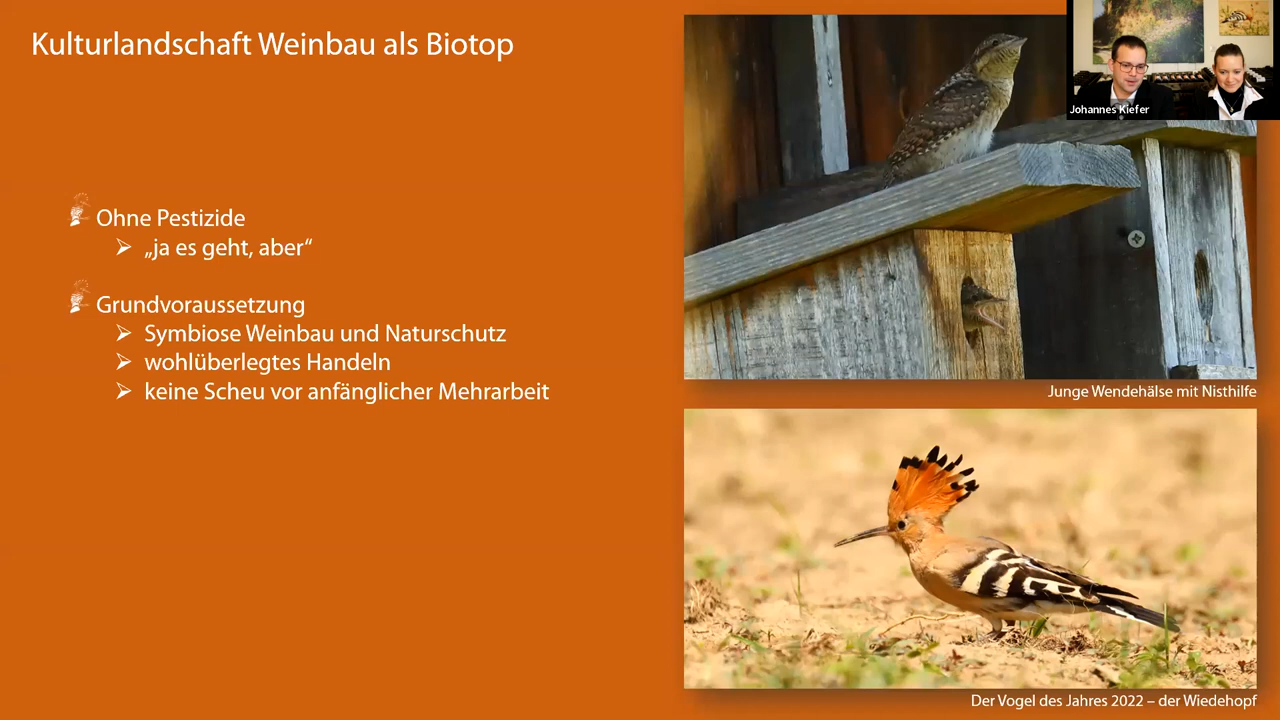 Kulturlandschaft Weinbau als Biotop
Johannes Kiefer
Ohne Pestizide
„ja es geht, aber“
Grundvoraussetzung
Symbiose Weinbau und Naturschutz
wohlüberlegtes Handeln
keine Scheu vor anfänglicher Mehrarbeit
Junge Wendehälse mit Nisthilfe
Der Vogel des Jahres 2022 – der Wiedehopf